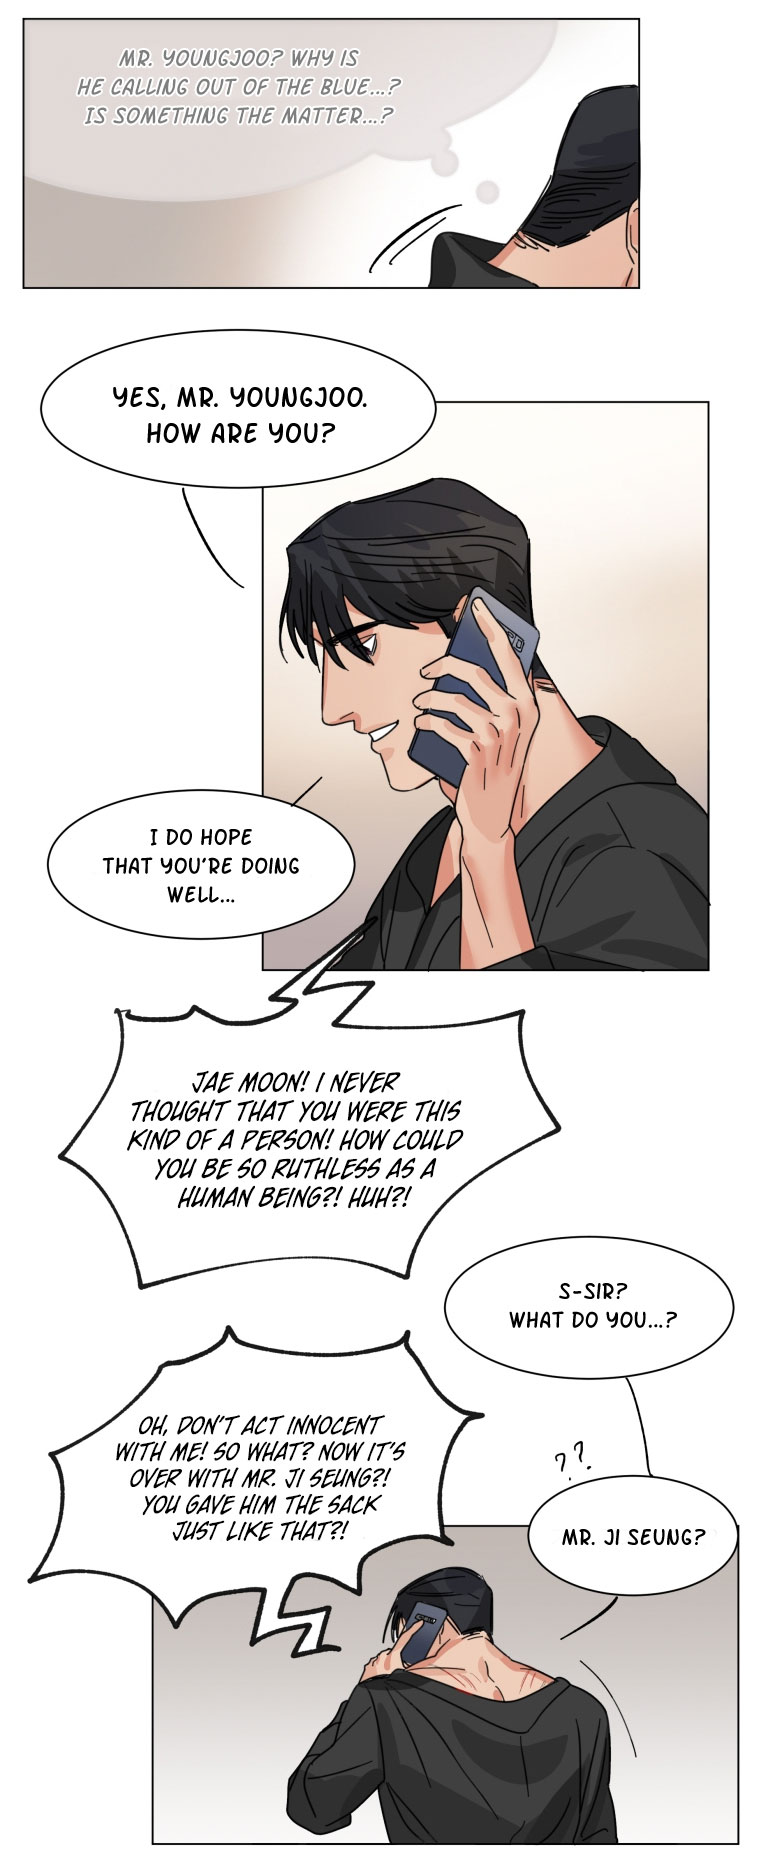 MR. YOUNGJOO? WHY IS
HE CALLING OUT OF THE BLUE...?
IS SOMETHING THE MATTER...?
YES, MR. YOUNGJOO.
HOW ARE YOU?
I DO HOPE
THAT YOU'RE DOING
WELL...
JAE MOON! I NEVER
THOUGHT THAT YOU WERE THIS
KIND OF A PERSON! HOW COULD
YOU BE SO RUTHLESS AS A
HUMAN BEING?! HUH?!
S-SIR?
WHAT DO YOU...?
OH, DON'T ACT INNOCENT
WITH ME! SO WHAT? NOW IT'S
OVER WITH MR. JI SEUNG?!
YOU GAVE HIM THE SACK
JUST LIKE THAT?!
??
MR. JI SEUNG?